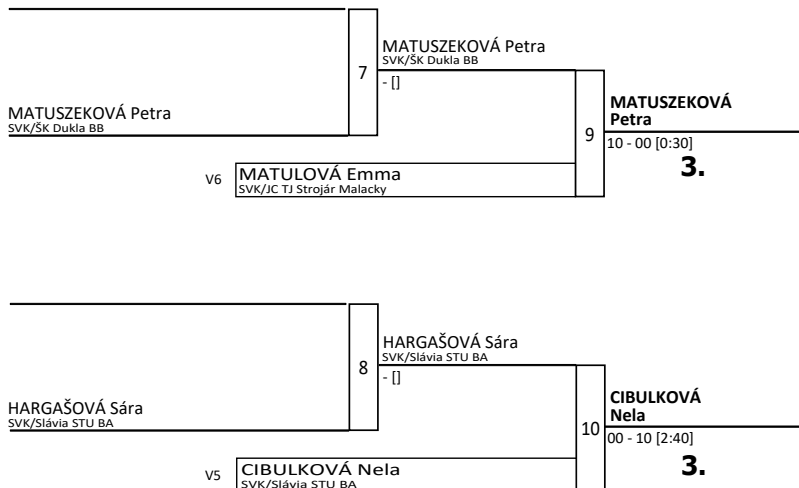 7
MATUSZEKOVÁ Petra
SVK/ŠK Dukla BB
- []
MATUSZEKOVÁ Petra
SVK/ŠK Dukla BB
9
MATUSZEKOVÁ
Petra
10 - 00 [0:30]
3.
V6
MATULOVÁ Emma
SVK/JC TJ Strojár Malacky
8
HARGAŠOVÁ Sára
SVK/Slávia STU BA
- []
HARGAŠOVÁ Sára
SVK/Slávia STU BA
10
CIBULKOVÁ
Nela
00 - 10 [2:40]
3.
V5
CIBULKOVÁ Nela
SVK/Slávia STU BA